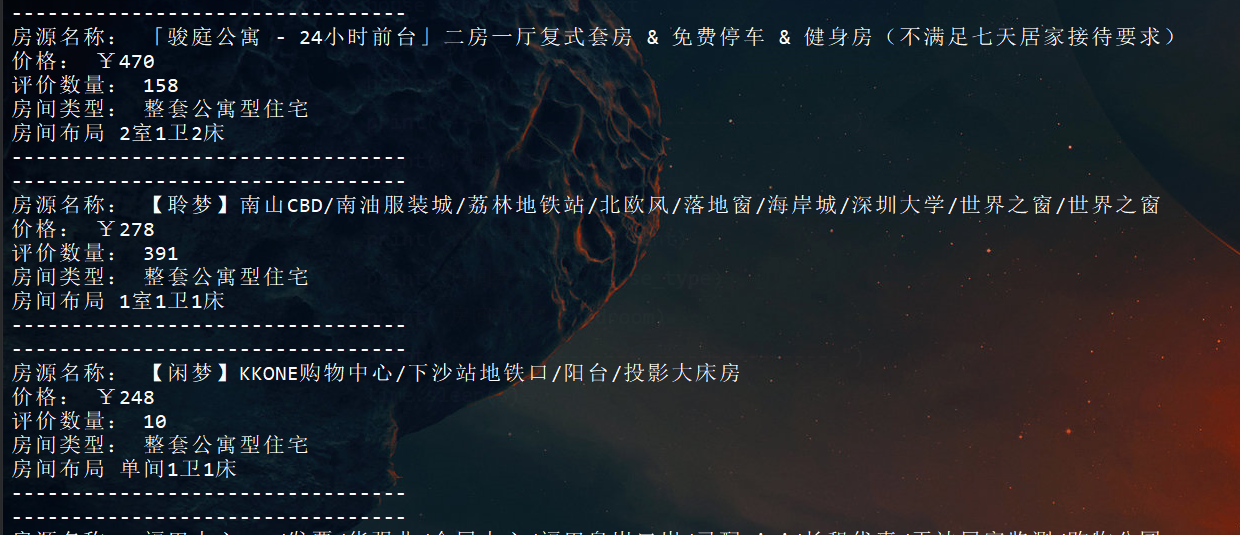 ----------------------------------
房源名称： 「骏庭公寓 - 24小时前台」二房一厅复式套房 & 免费停车 & 健身房（不满足七天居家接待要求）
价格： ￥470
评价数量： 158
房间类型： 整套公寓型住宅
房间布局 2室1卫2床
----------------------------------
----------------------------------
房源名称： 【聆梦】南山CBD/南油服装城/荔林地铁站/北欧风/落地窗/海岸城/深圳大学/世界之窗/世界之窗
价格： ￥278
评价数量： 391
房间类型： 整套公寓型住宅
房间布局 1室1卫1床
----------------------------------
----------------------------------
房源名称： 【闲梦】KKONE购物中心/下沙站地铁口/阳台/投影大床房
价格： ￥248
评价数量： 10
房间类型： 整套公寓型住宅
房间布局 单间1卫1床
----------------------------------
----------------------------------